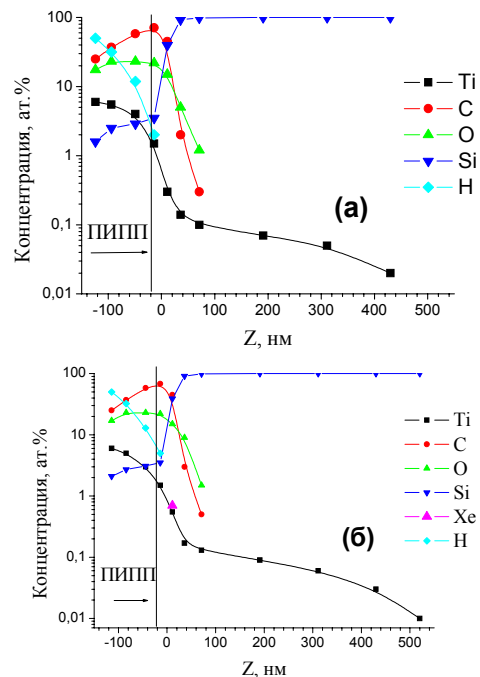 100
10
1
0,1
0,01
Концентрация, ат.%
Ti
C
O
Si
H
(а)
ПИПП
-100 0 100 200 300 400 500
Z, нм
100
10
1
0,1
0,01
Концентрация, ат.%
Ti
C
O
Si
Xe
H
(б)
ПИПП
-100 0 100 200 300 400 500
Z, нм